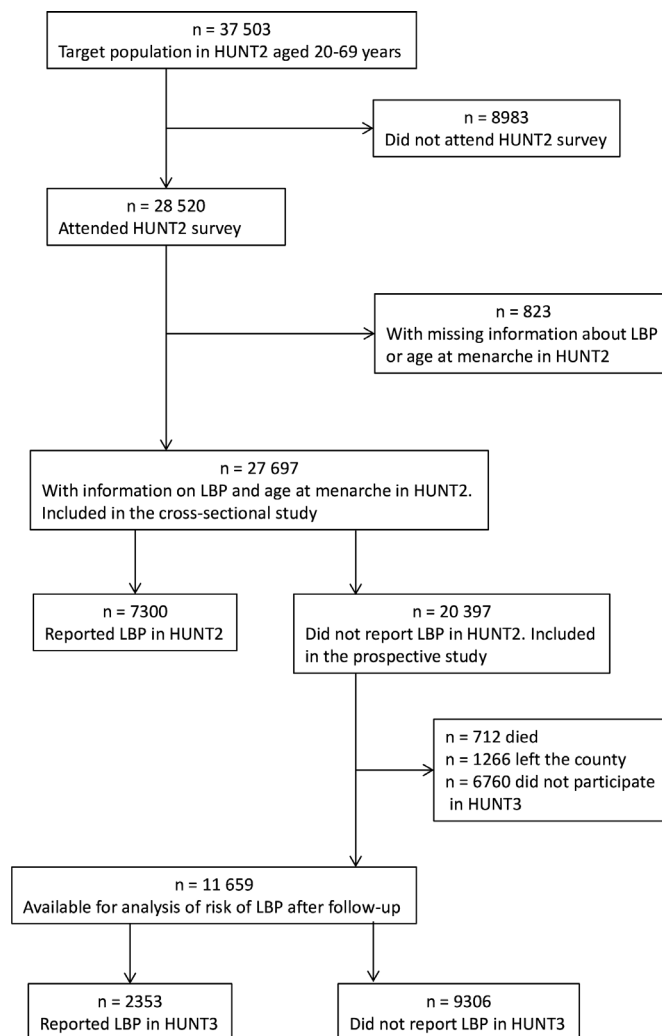 n = 37 503
Target population in HUNT2 aged 20-69 years
n = 8983
Did not attend HUNT2 survey
n = 28 520
Attended HUNT2 survey
n = 823
With missing information about LBP
or age at menarche in HUNT2
n = 27 697
With information on LBP and age at menarche in HUNT2.
Included in the cross-sectional study
n = 7300
Reported LBP in HUNT2
n = 20 397
Did not report LBP in HUNT2. Included
in the prospective study
n = 712 died
n = 1266 left the county
n = 6760 did not participate
in HUNT3
n = 11 659
Available for analysis of risk of LBP after follow-up
n = 2353
Reported LBP in HUNT3
n = 9306
Did not report LBP in HUNT3